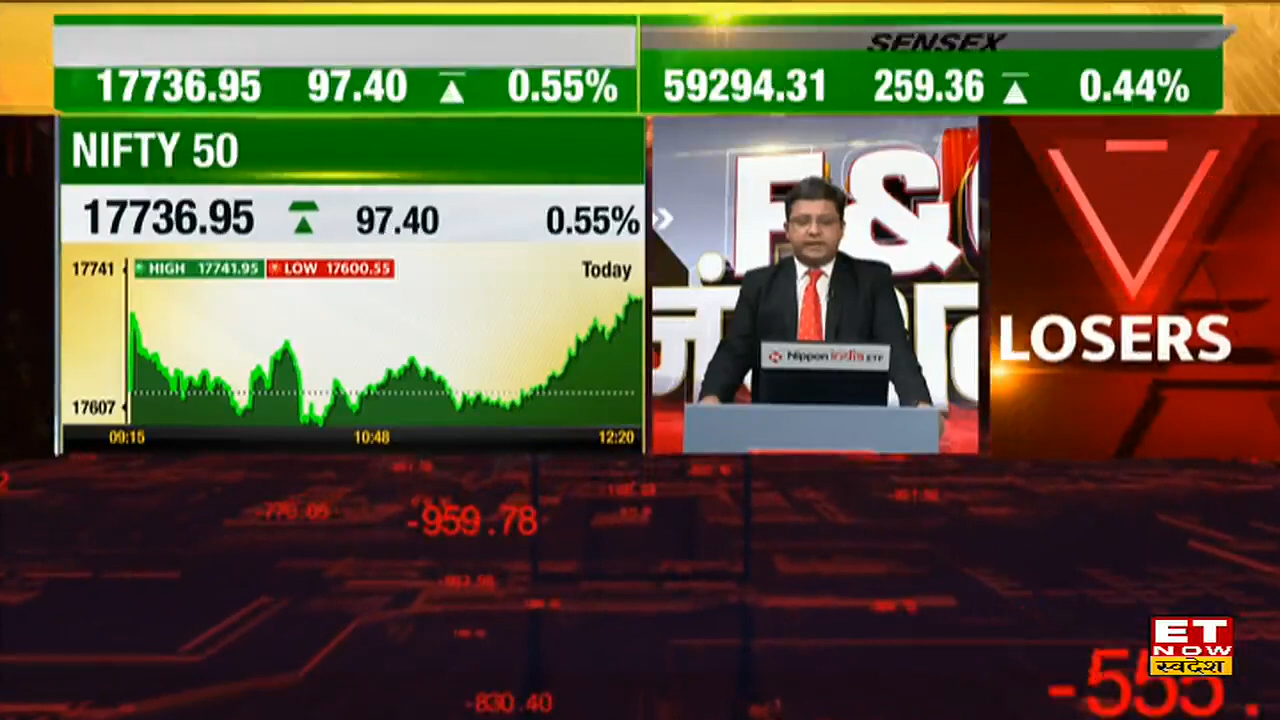 SENSEX
17736.95 97.40 0.55%
59294.31 259.36 0.44%
NIFTY 50
17736.95 97.40 0.55%
17741
HIGH 17741.95 LOW 17600.55
Today
17607
09:15 10:48 12:20
F&
Nippon india ETF
LOSERS
-959.78
-830.40
-555.
ET
NOW
स्वदेश